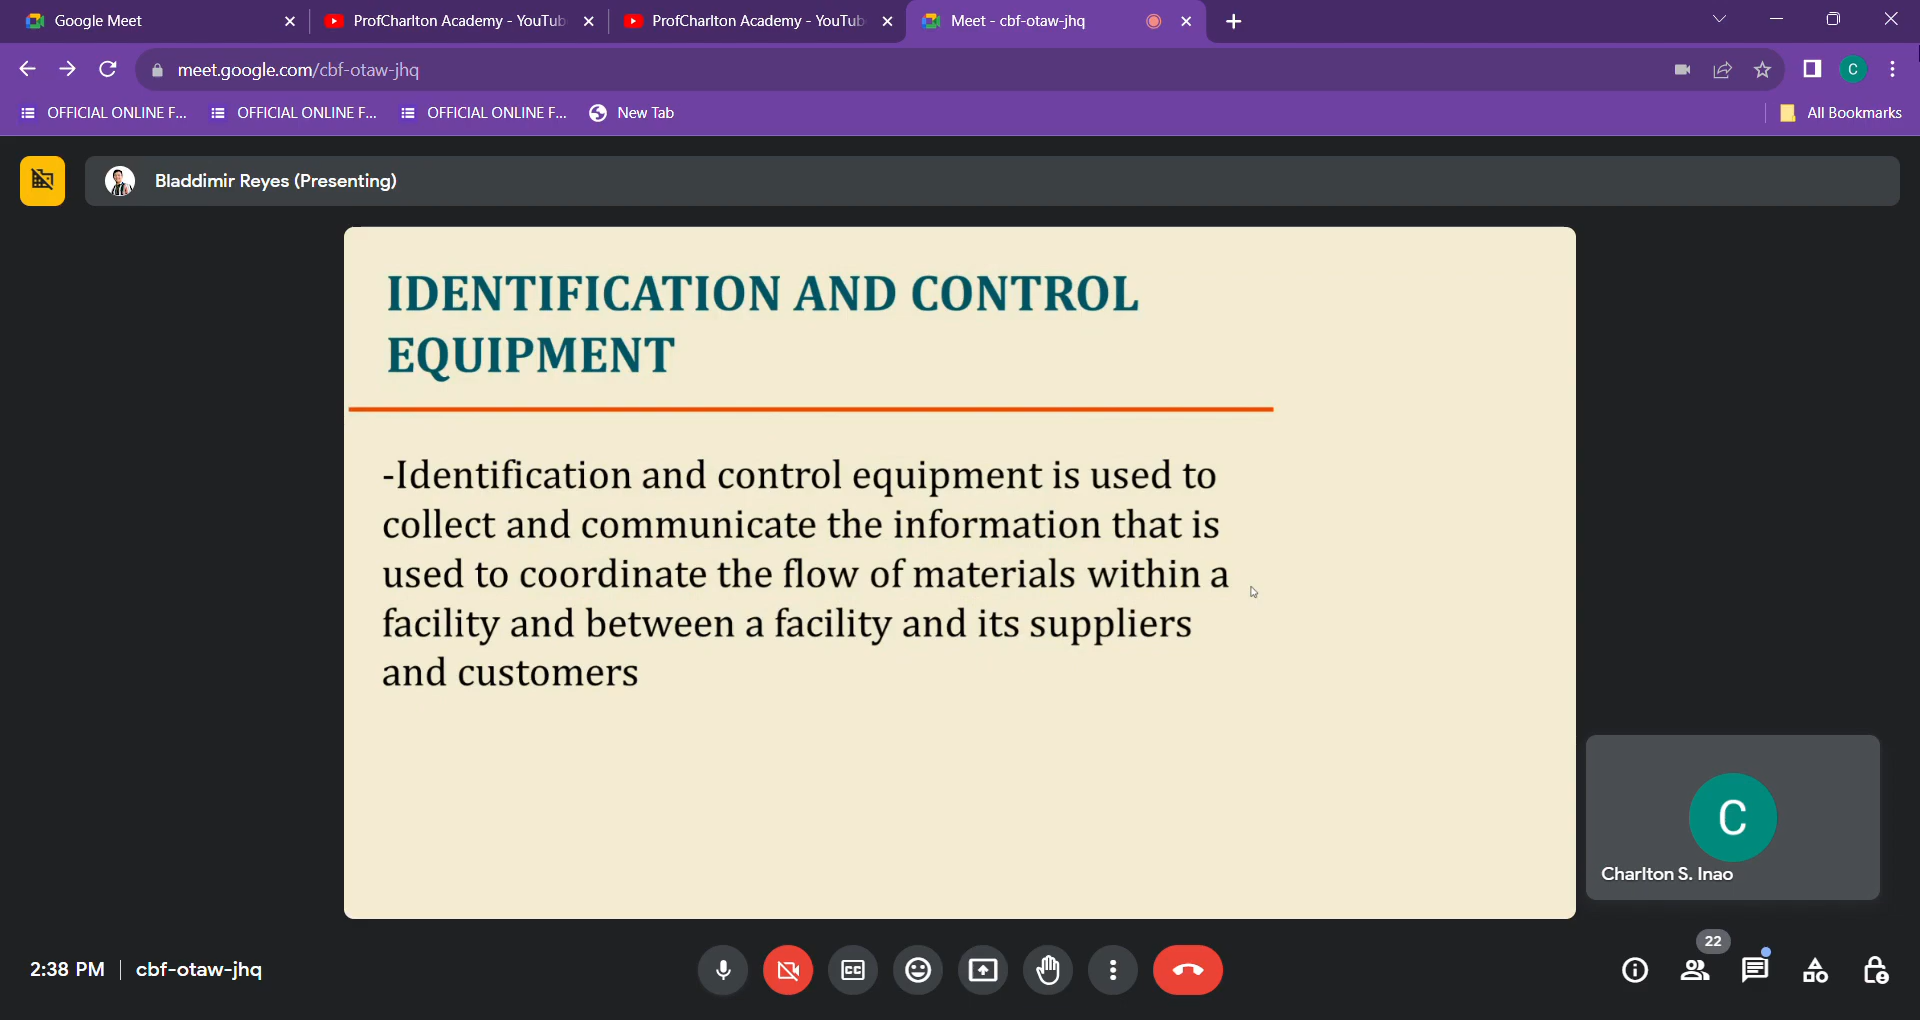 Google Meet
ProfCharlton Academy - YouTub
ProfCharlton Academy - YouTub
Meet - cbf-otaw-jhq
meet.google.com/cbf-otaw-jhq
C
OFFICIAL ONLINE F...
OFFICIAL ONLINE F...
OFFICIAL ONLINE F...
New Tab
All Bookmarks
Bladdimir Reyes (Presenting)
IDENTIFICATION AND CONTROL
EQUIPMENT
-Identification and control equipment is used to
collect and communicate the information that is
used to coordinate the flow of materials within a
facility and between a facility and its suppliers
and customers
C
Charlton S. Inao
2:38 PM | cbf-otaw-jhq
CC
22